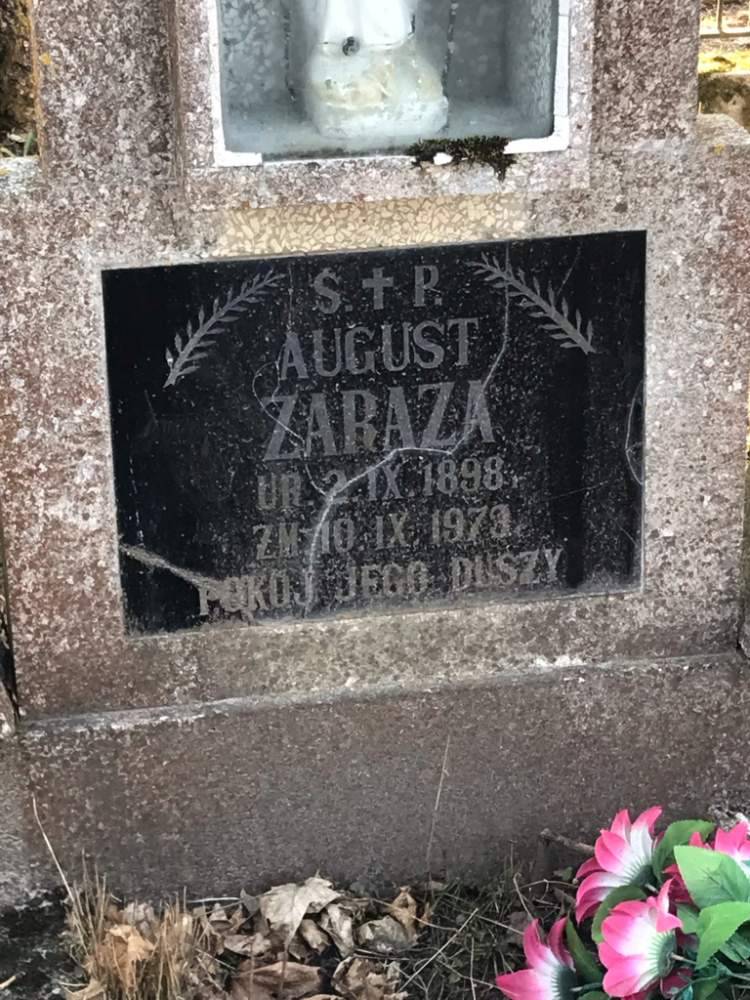 Ś. † P.
AUGUST
ZARAZA
UR. 2. IX. 1898.
ZM. 10. IX. 1973.
POKÓJ JEGO DUSZY